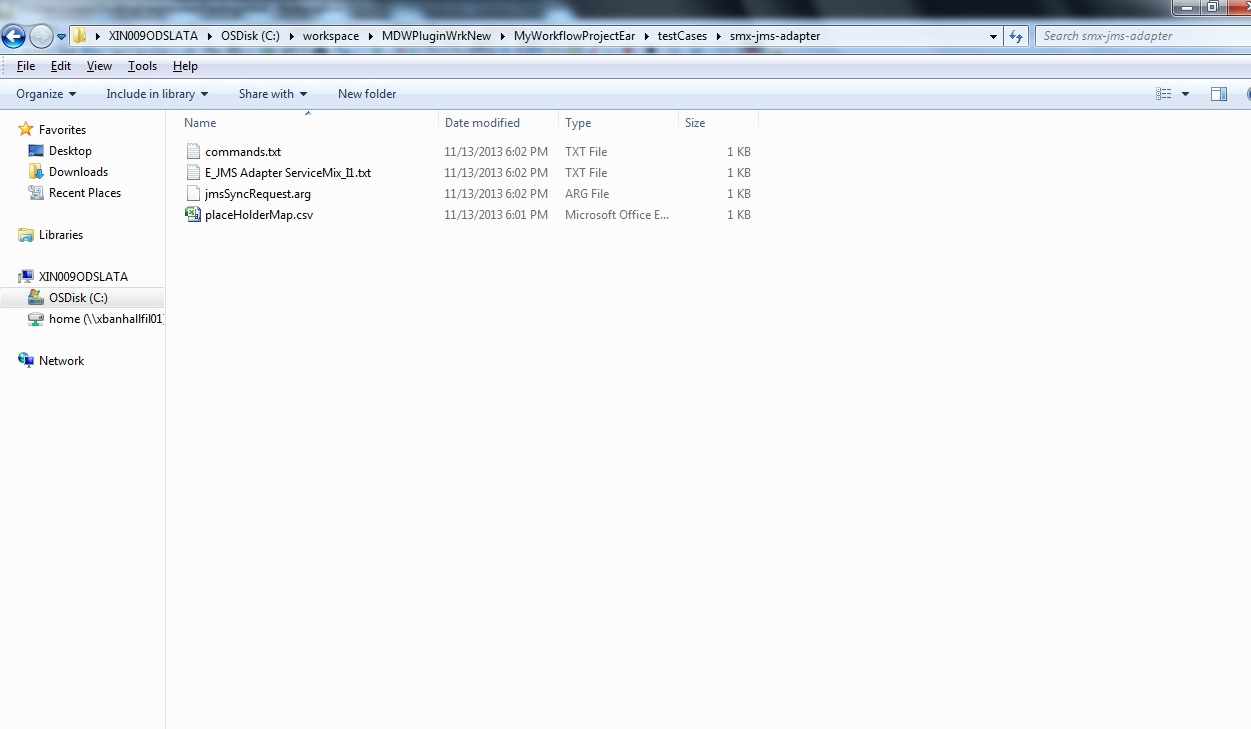 XIN009ODSLATA OSDisk (C:) workspace MDWPluginWrkNew MyWorkflowProjectEar testCases smx-jms-adapter Search smx-jms-adapter
File Edit View Tools Help
Organize Include in library Share with New folder
Name Date modified Type Size
Favorites
Desktop
Downloads
Recent Places
Libraries
XIN009ODSLATA
OSDisk (C:)
home (\\xbanhallfil01)
Network
commands.txt 11/13/2013 6:02 PM TXT File 1 KB
E_JMS Adapter ServiceMix_I1.txt 11/13/2013 6:02 PM TXT File 1 KB
jmsSyncRequest.arg 11/13/2013 6:02 PM ARG File 1 KB
placeHolderMap.csv 11/13/2013 6:01 PM Microsoft Office E... 1 KB